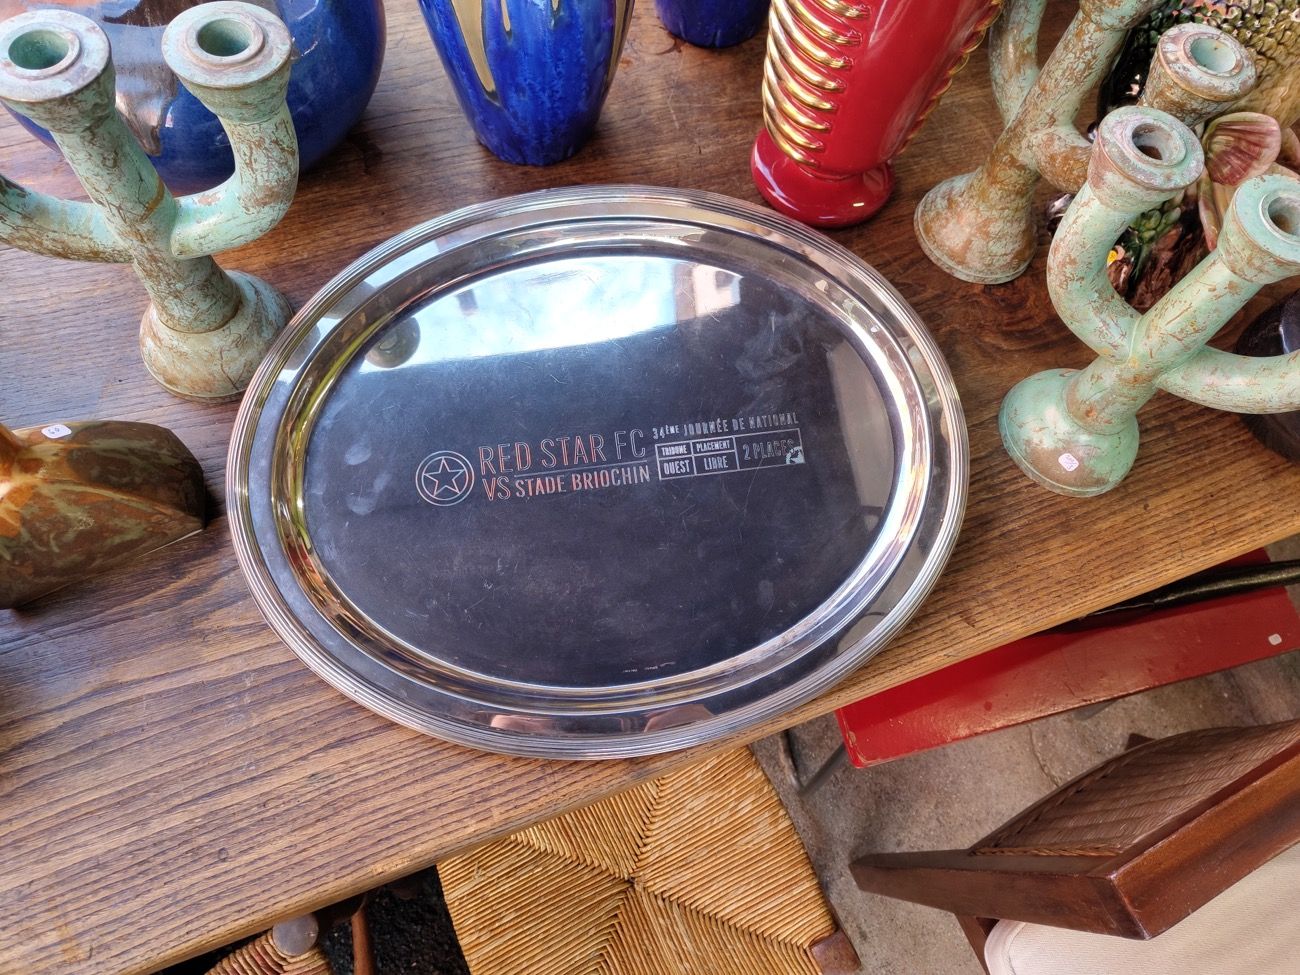 RED STAR FC
VS STADE BRIOCHIN
34ÈME JOURNÉE DE NATIONAL
TRIBUNE
OUEST
PLACEMENT
LIBRE
2 PLACES